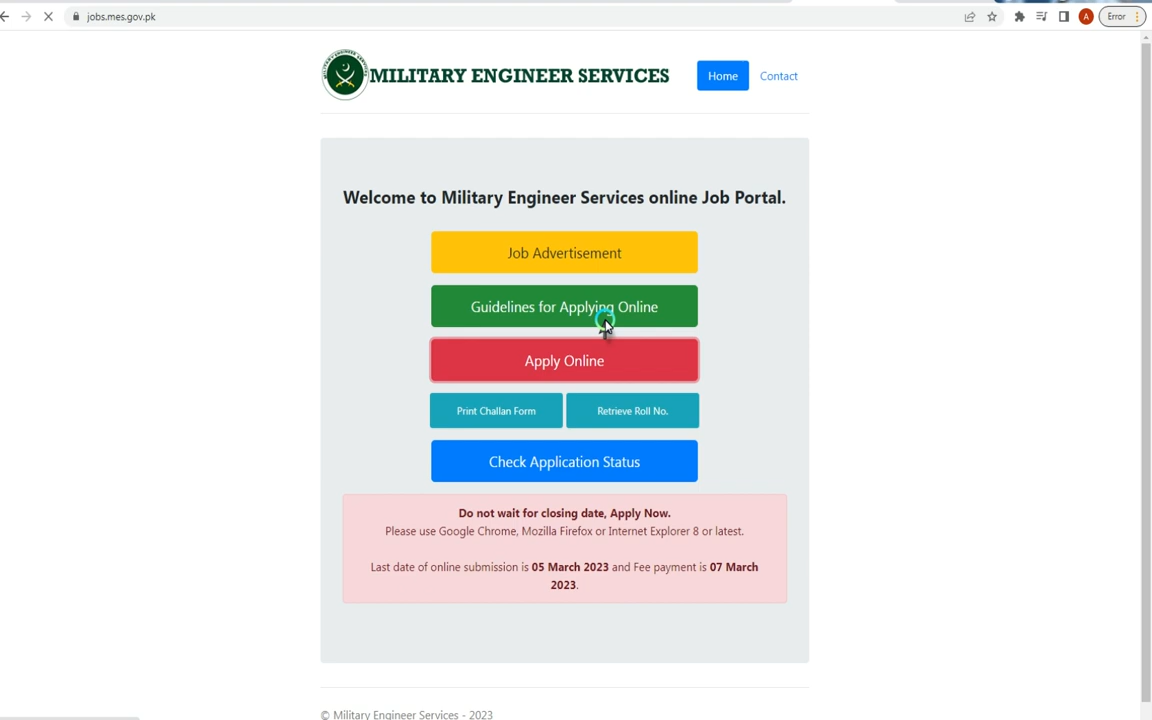 jobs.mes.gov.pk
A
Error
MILITARY ENGINEER SERVICES
Home
Contact
Welcome to Military Engineer Services online Job Portal.
Job Advertisement
Guidelines for Applying Online
Apply Online
Print Challan Form
Retrieve Roll No.
Check Application Status
Do not wait for closing date, Apply Now.
Please use Google Chrome, Mozilla Firefox or Internet Explorer 8 or latest.
Last date of online submission is 05 March 2023 and Fee payment is 07 March
2023.
© Military Engineer Services - 2023